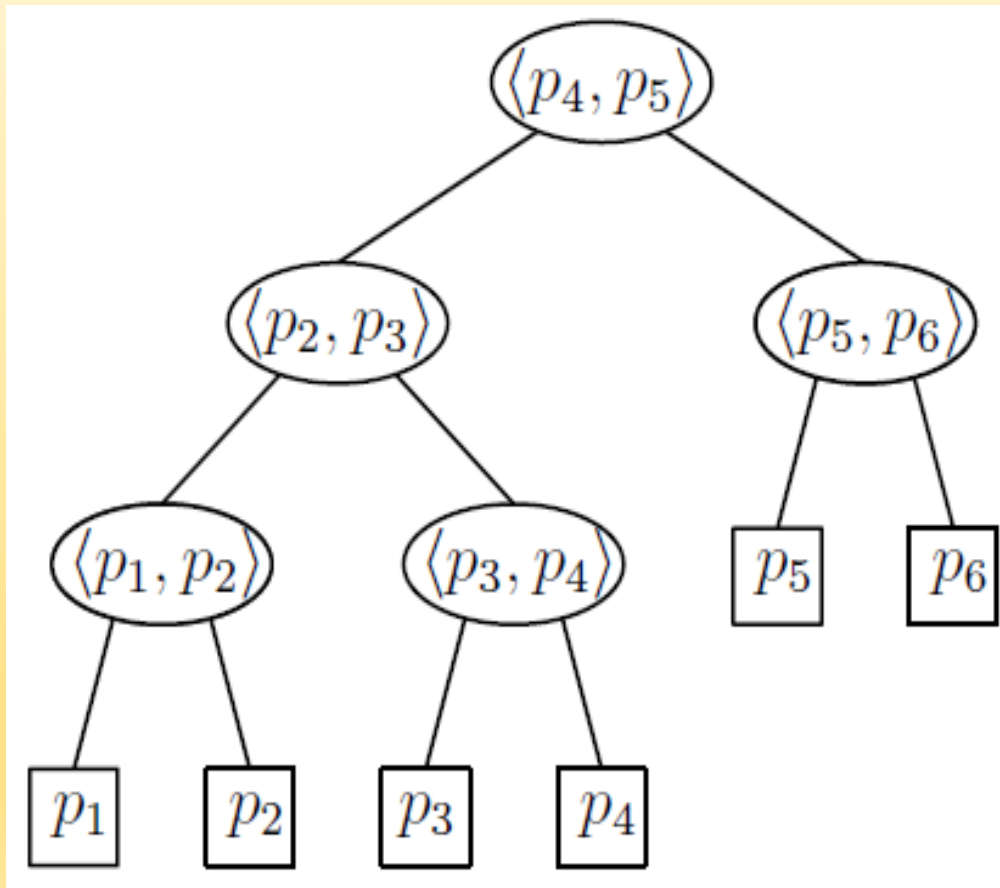 ⟨p₄, p₅⟩
⟨p₂, p₃⟩ ⟨p₅, p₆⟩
⟨p₁, p₂⟩ ⟨p₃, p₄⟩ p₅ p₆
p₁ p₂ p₃ p₄